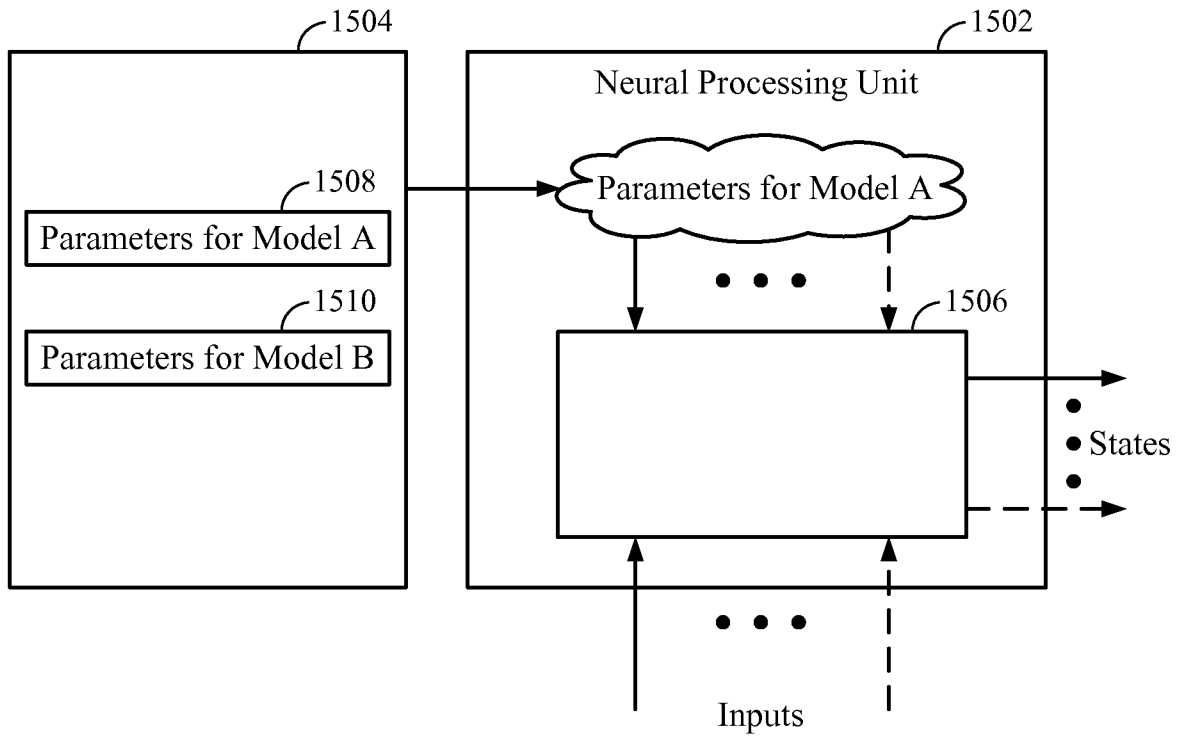 1504
1502
Neural Processing Unit
1508
Parameters for Model A
Parameters for Model A
1510
Parameters for Model B
1506
States
Inputs